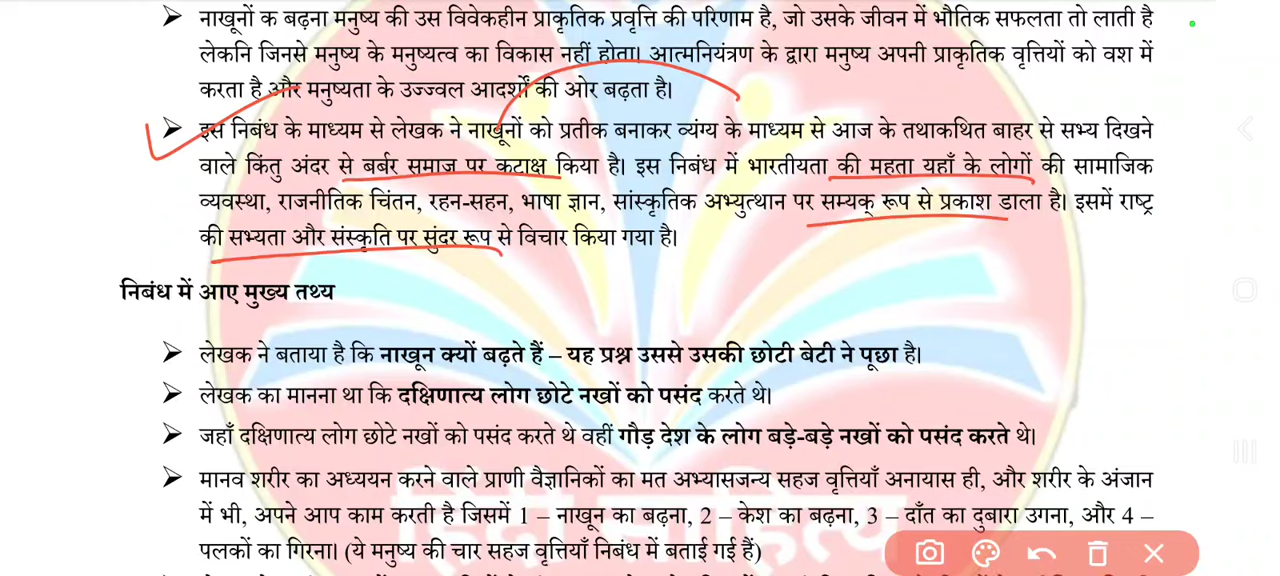 ➤ नाखूनों क बढ़ना मनुष्य की उस विवेकहीन प्राकृतिक प्रवृत्ति की परिणाम है, जो उसके जीवन में भौतिक सफलता तो लाती है
लेकनि जिनसे मनुष्य के मनुष्यत्व का विकास नहीं होता। आत्मनियंत्रण के द्वारा मनुष्य अपनी प्राकृतिक वृत्तियों को वश में
करता है और मनुष्यता के उज्ज्वल आदर्शों की ओर बढ़ता है।
➤ इस निबंध के माध्यम से लेखक ने नाखूनों को प्रतीक बनाकर व्यंग्य के माध्यम से आज के तथाकथित बाहर से सभ्य दिखने
वाले किंतु अंदर से बर्बर समाज पर कटाक्ष किया है। इस निबंध में भारतीयता की महता यहाँ के लोगों की सामाजिक
व्यवस्था, राजनीतिक चिंतन, रहन-सहन, भाषा ज्ञान, सांस्कृतिक अभ्युत्थान पर सम्यक् रूप से प्रकाश डाला है। इसमें राष्ट्र
की सभ्यता और संस्कृति पर सुंदर रूप से विचार किया गया है।
निबंध में आए मुख्य तथ्य
➤ लेखक ने बताया है कि नाखून क्यों बढ़ते हैं – यह प्रश्न उससे उसकी छोटी बेटी ने पूछा है।
➤ लेखक का मानना था कि दक्षिणात्य लोग छोटे नखों को पसंद करते थे।
➤ जहाँ दक्षिणात्य लोग छोटे नखों को पसंद करते थे वहीं गौड़ देश के लोग बड़े-बड़े नखों को पसंद करते थे।
➤ मानव शरीर का अध्ययन करने वाले प्राणी वैज्ञानिकों का मत अभ्यासजन्य सहज वृत्तियाँ अनायास ही, और शरीर के अंजान
में भी, अपने आप काम करती है जिसमें 1 – नाखून का बढ़ना, 2 – केश का बढ़ना, 3 – दाँत का दुबारा उगना, और 4 –
पलकों का गिरना। (ये मनुष्य की चार सहज वृत्तियाँ निबंध में बताई गई हैं)
हिंदी साहित्य